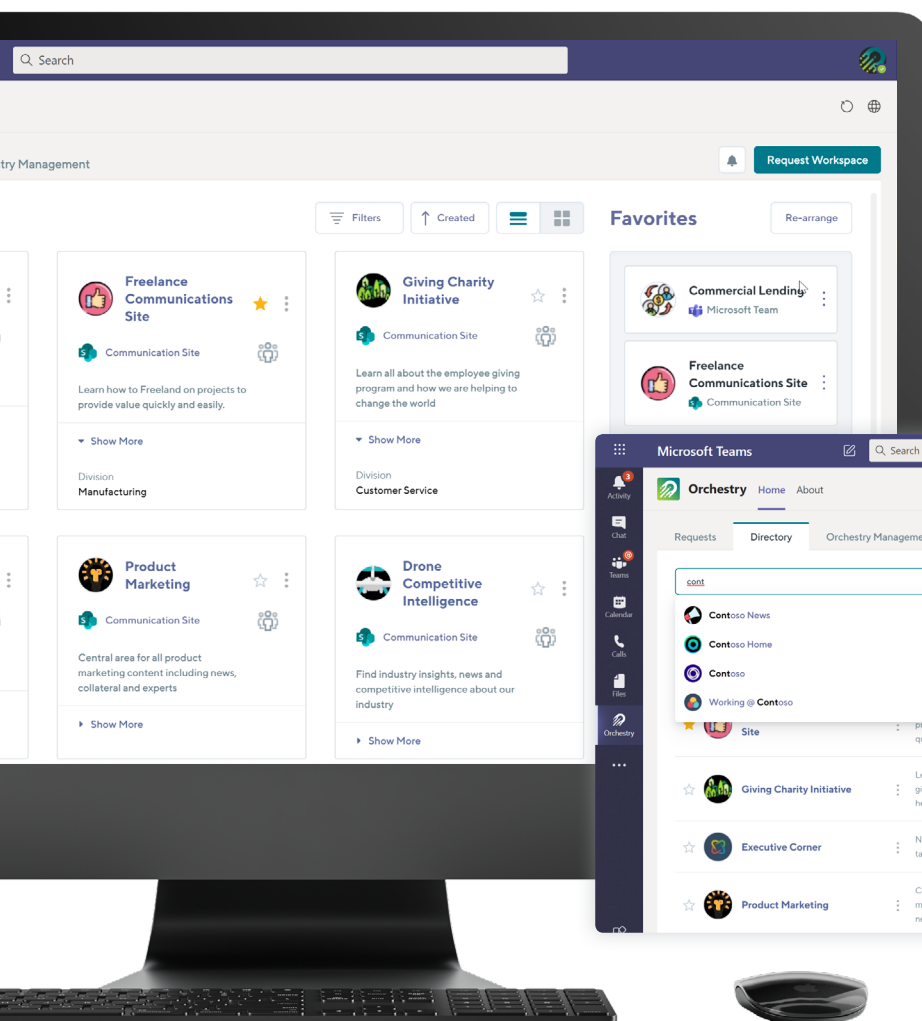 Search
try Management
Request Workspace
Filters
Created
Favorites
Re-arrange
Freelance
Communications
Site
Communication Site
Learn how to Freeland on projects to
provide value quickly and easily.
Show More
Division
Manufacturing
Giving Charity
Initiative
Communication Site
Learn all about the employee giving
program and how we are helping to
change the world
Show More
Division
Customer Service
Commercial Lending
Microsoft Team
Freelance
Communications Site
Communication Site
Product
Marketing
Communication Site
Central area for all product
marketing content including news,
collateral and experts
Show More
Drone
Competitive
Intelligence
Communication Site
Find industry insights, news and
competitive intelligence about our
industry
Show More
Microsoft Teams
Search
3
Activity
Chat
Teams
Calendar
Calls
Files
Orchestry
Orchestry Home About
Requests Directory Orchestry Manageme
cont
Contoso News
Contoso Home
Contoso
Working @ Contoso
Site
Giving Charity Initiative
Executive Corner
Product Marketing